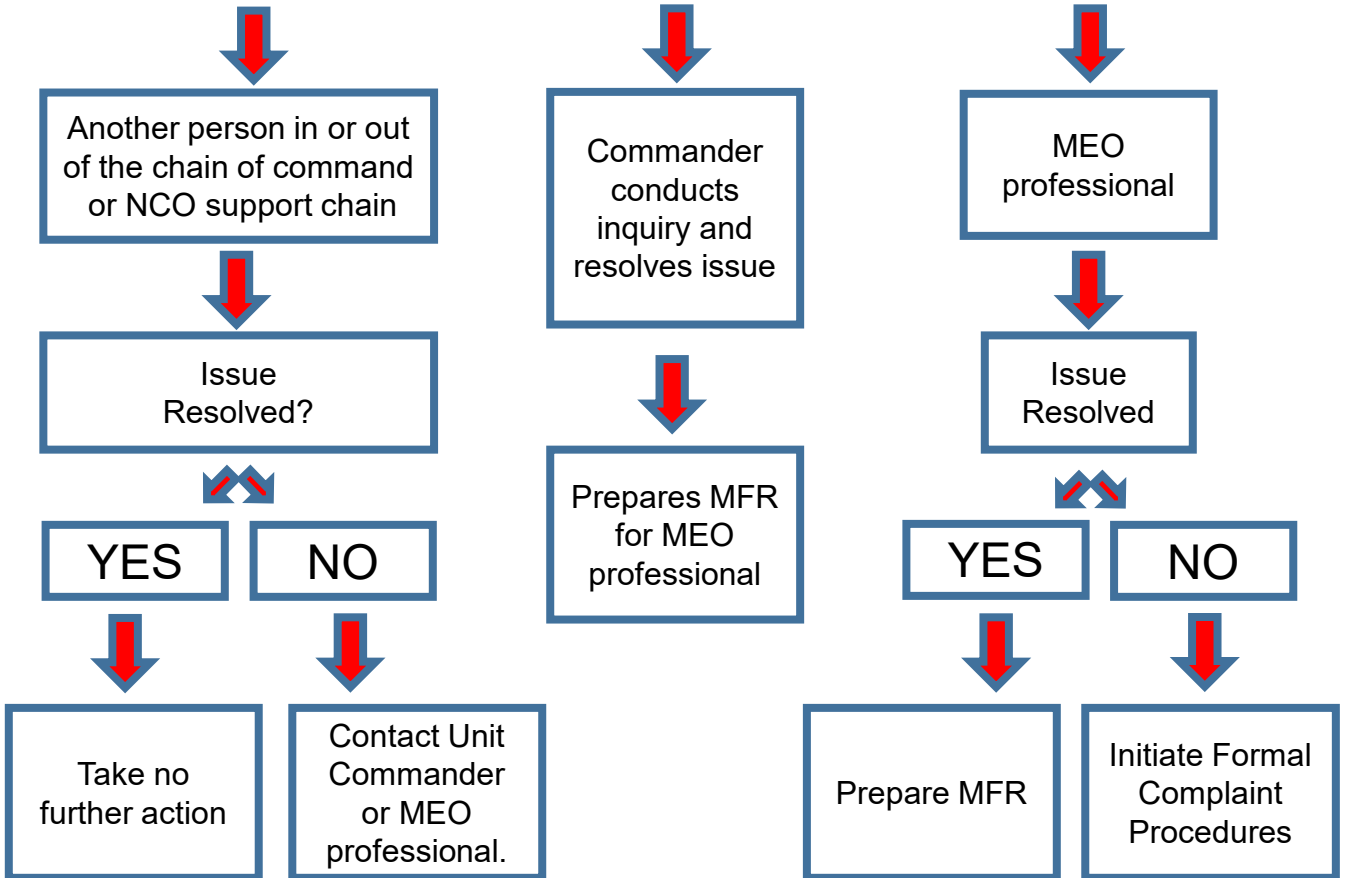 Another person in or out
of the chain of command
or NCO support chain
Issue
Resolved?
YES
NO
Take no
further action
Contact Unit
Commander
or MEO
professional.
Commander
conducts
inquiry and
resolves issue
Prepares MFR
for MEO
professional
MEO
professional
Issue
Resolved
YES
NO
Prepare MFR
Initiate Formal
Complaint
Procedures